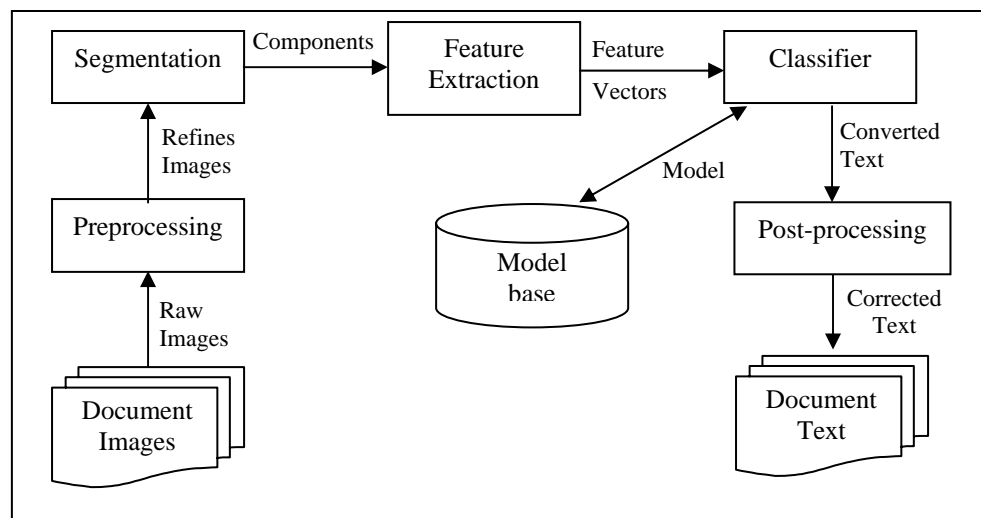 Segmentation
Components
Feature
Extraction
Feature
Vectors
Classifier
Refines
Images
Converted
Text
Model
Preprocessing
Model
base
Post-processing
Raw
Images
Corrected
Text
Document
Images
Document
Text